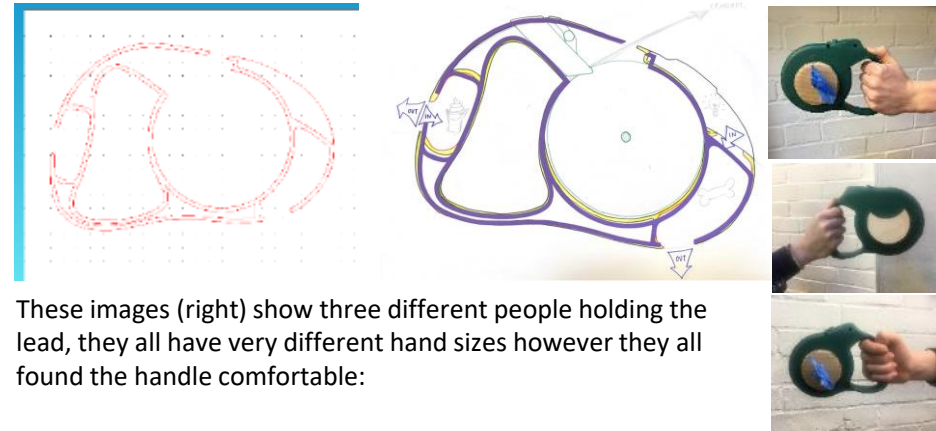 OUT
IN
IN
OUT
These images (right) show three different people holding the
lead, they all have very different hand sizes however they all
found the handle comfortable: